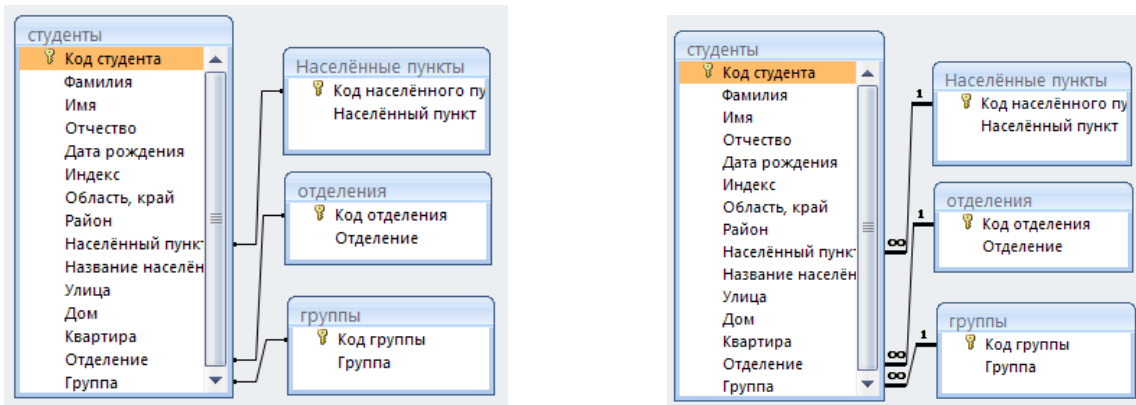 студенты
Код студента
Фамилия
Имя
Отчество
Дата рождения
Индекс
Область, край
Район
Населённый пункт
Название населён
Улица
Дом
Квартира
Отделение
Группа
Населённые пункты
Код населённого пу
Населённый пункт
отделения
Код отделения
Отделение
группы
Код группы
Группа
студенты
Код студента
Фамилия
Имя
Отчество
Дата рождения
Индекс
Область, край
Район
Населённый пункт
Название населён
Улица
Дом
Квартира
Отделение
Группа
1
∞
1
∞
1
∞
Населённые пункты
Код населённого пу
Населённый пункт
отделения
Код отделения
Отделение
группы
Код группы
Группа